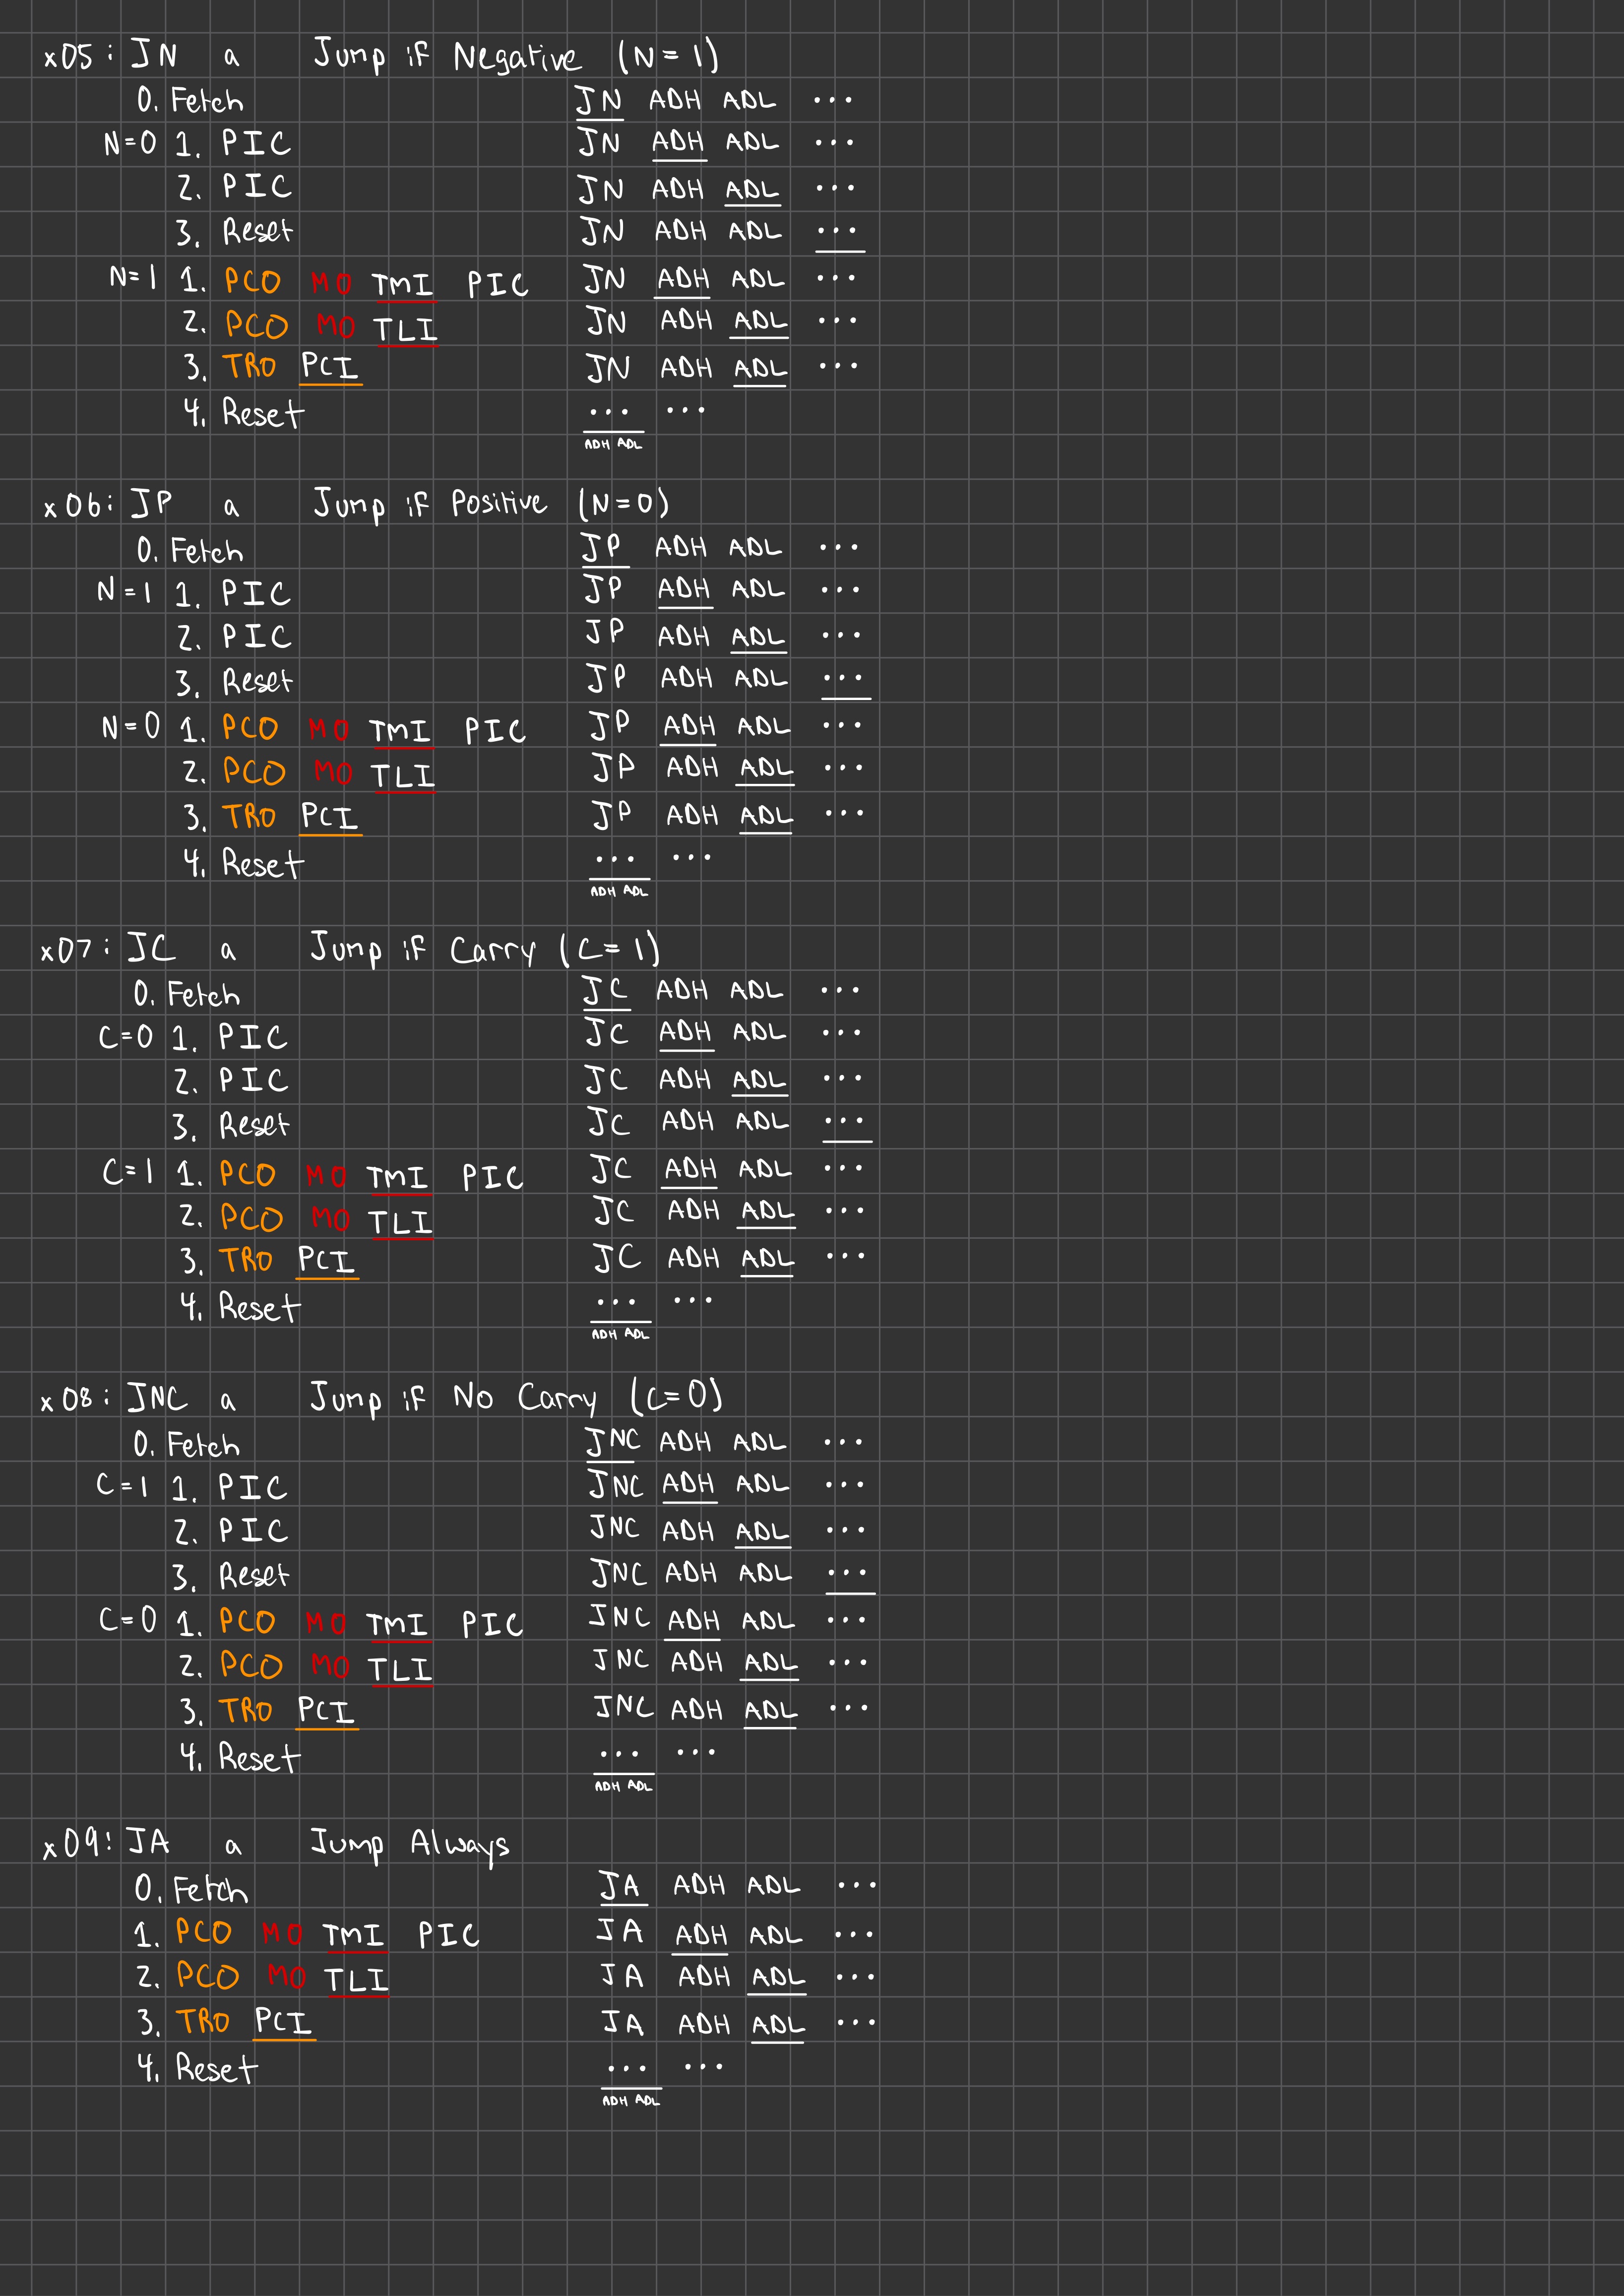 x05: JN a Jump if Negative (N=1)
0. Fetch JN ADH ADL ...
N=0 1. PIC JN ADH ADL ...
2. PIC JN ADH ADL ...
3. Reset JN ADH ADL ...
N=1 1. PCO MO TMI PIC JN ADH ADL ...
2. PCO MO TLI JN ADH ADL ...
3. TRO PCI JN ADH ADL ...
4. Reset ... ...
ADH ADL
x06: JP a Jump if Positive (N=0)
0. Fetch JP ADH ADL ...
N=1 1. PIC JP ADH ADL ...
2. PIC JP ADH ADL ...
3. Reset JP ADH ADL ...
N=0 1. PCO MO TMI PIC JP ADH ADL ...
2. PCO MO TLI JP ADH ADL ...
3. TRO PCI JP ADH ADL ...
4. Reset ... ...
ADH ADL
x07: JC a Jump if Carry (C=1)
0. Fetch JC ADH ADL ...
C=0 1. PIC JC ADH ADL ...
2. PIC JC ADH ADL ...
3. Reset JC ADH ADL ...
C=1 1. PCO MO TMI PIC JC ADH ADL ...
2. PCO MO TLI JC ADH ADL ...
3. TRO PCI JC ADH ADL ...
4. Reset ... ...
ADH ADL
x08: JNC a Jump if No Carry (C=0)
0. Fetch JNC ADH ADL ...
C=1 1. PIC JNC ADH ADL ...
2. PIC JNC ADH ADL ...
3. Reset JNC ADH ADL ...
C=0 1. PCO MO TMI PIC JNC ADH ADL ...
2. PCO MO TLI JNC ADH ADL ...
3. TRO PCI JNC ADH ADL ...
4. Reset ... ...
ADH ADL
x09: JA a Jump Always
0. Fetch JA ADH ADL ...
1. PCO MO TMI PIC JA ADH ADL ...
2. PCO MO TLI JA ADH ADL ...
3. TRO PCI JA ADH ADL ...
4. Reset ... ...
ADH ADL